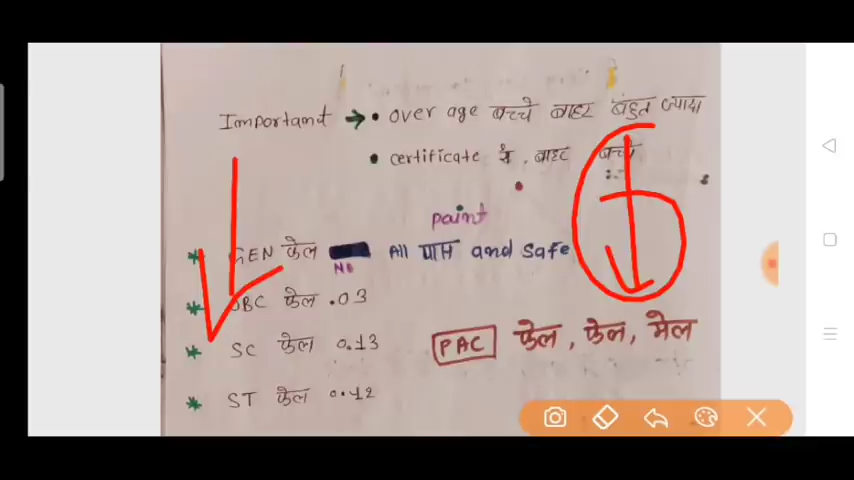 Important → • over age बच्चे बाहर बहुत ज्यादा
• certificate से, बाहर बच्चे
paint
* GEN फेल All पास and safe
NO
* OBC फेल .03
* SC फेल 0.13
PAC फेल, फेल, मेल
* ST फेल 0.12